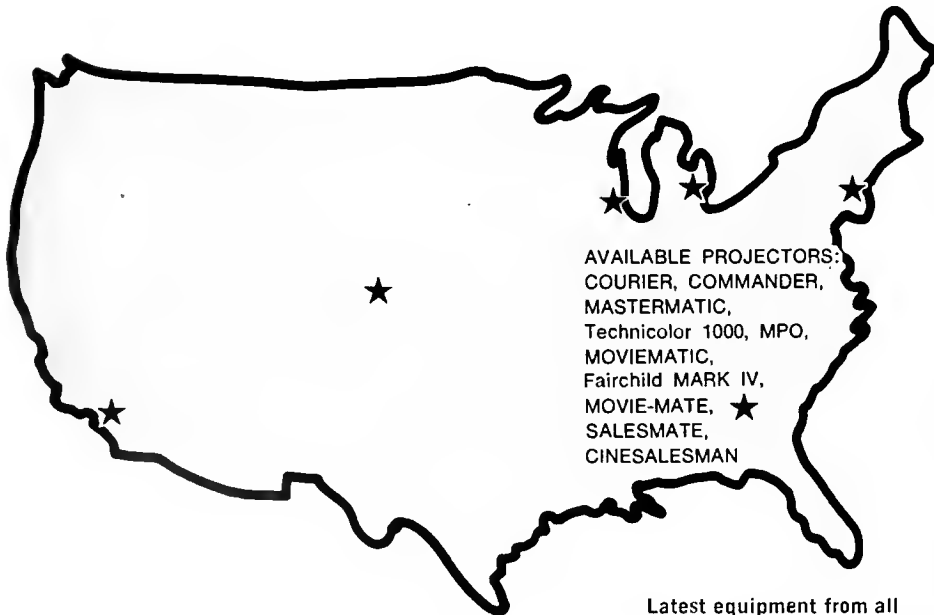 AVAILABLE PROJECTORS:
COURIER, COMMANDER,
MASTERMATIC,
Technicolor 1000, MPO,
MOVIEMATIC,
Fairchild MARK IV,
MOVIE-MATE,
SALESMATE,
CINESALESMAN
Latest equipment from all